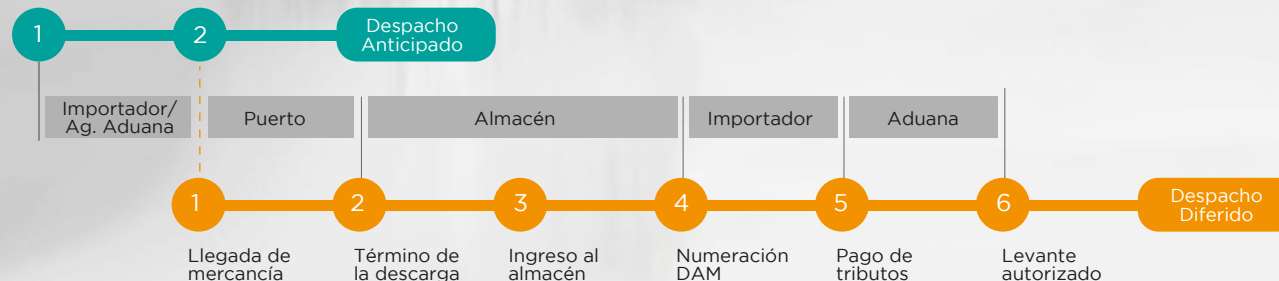 1
2
Despacho
Anticipado
Importador/
Ag. Aduana
Puerto
Almacén
Importador
Aduana
1
2
3
4
5
6
Despacho
Diferido
Llegada de
mercancía
Término de
la descarga
Ingreso al
almacén
Numeración
DAM
Pago de
tributos
Levante
autorizado